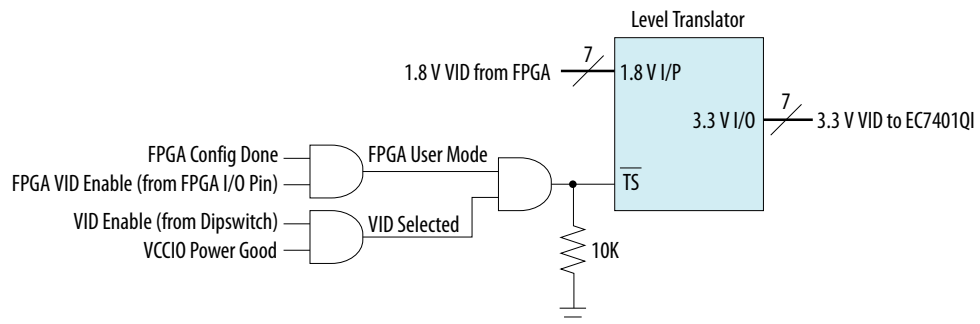 Level Translator
7
1.8 V VID from FPGA
1.8 V I/P
7
3.3 V I/O
3.3 V VID to EC7401QI
FPGA Config Done
FPGA User Mode
FPGA VID Enable (from FPGA I/O Pin)
TS
VID Enable (from Dipswitch)
VID Selected
VCCIO Power Good
10K